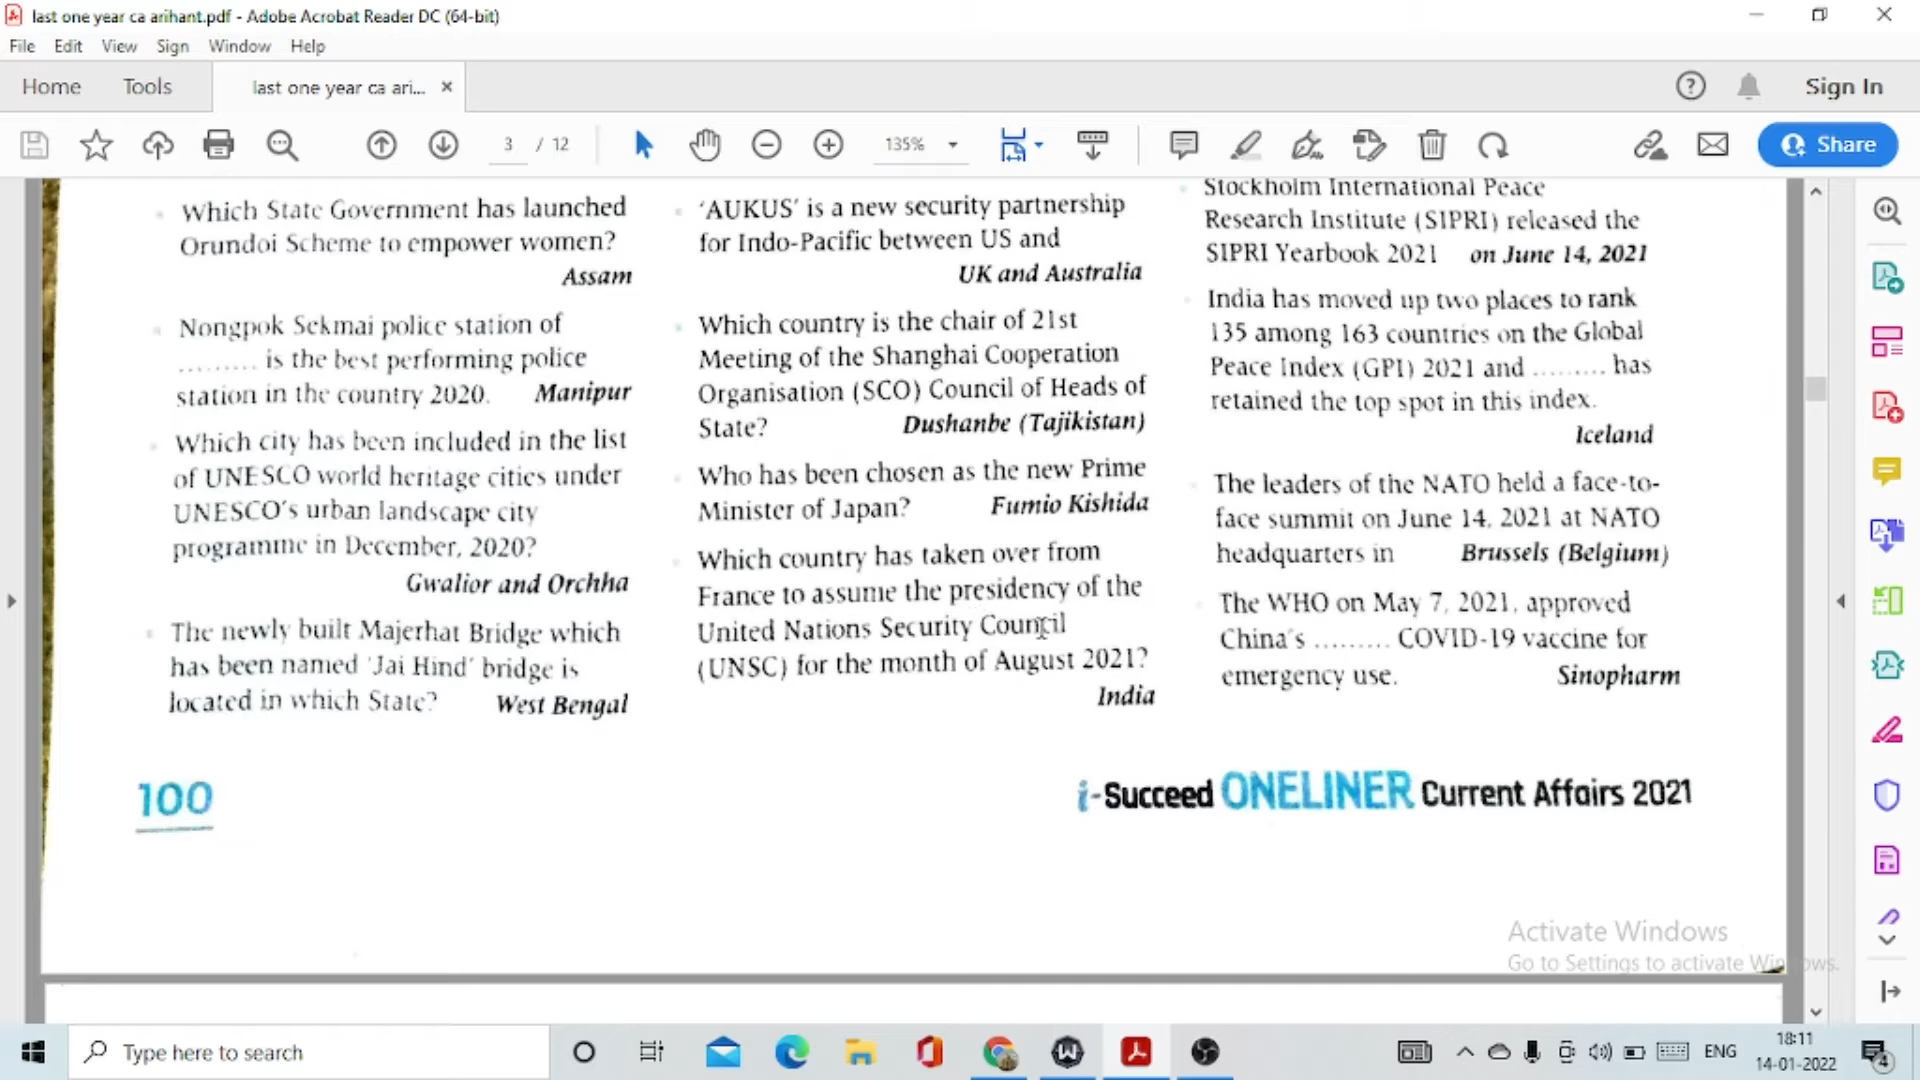 last one year ca arihant.pdf - Adobe Acrobat Reader DC (64-bit)
File Edit View Sign Window Help
Home Tools last one year ca ari... × Sign In
3 / 12 135% Share
Which State Government has launched
Orundoi Scheme to empower women?
Assam
Nongpok Sekmai police station of
......... is the best performing police
station in the country 2020. Manipur
Which city has been included in the list
of UNESCO world heritage cities under
UNESCO's urban landscape city
programme in December, 2020?
Gwalior and Orchha
The newly built Majerhat Bridge which
has been named 'Jai Hind' bridge is
located in which State? West Bengal
'AUKUS' is a new security partnership
for Indo-Pacific between US and
UK and Australia
Which country is the chair of 21st
Meeting of the Shanghai Cooperation
Organisation (SCO) Council of Heads of
State? Dushanbe (Tajikistan)
Who has been chosen as the new Prime
Minister of Japan? Fumio Kishida
Which country has taken over from
France to assume the presidency of the
United Nations Security Council
(UNSC) for the month of August 2021?
India
Stockholm International Peace
Research Institute (SIPRI) released the
SIPRI Yearbook 2021 on June 14, 2021
India has moved up two places to rank
135 among 163 countries on the Global
Peace Index (GPI) 2021 and ......... has
retained the top spot in this index.
Iceland
The leaders of the NATO held a face-to-
face summit on June 14, 2021 at NATO
headquarters in Brussels (Belgium)
The WHO on May 7, 2021, approved
China's ......... COVID-19 vaccine for
emergency use. Sinopharm
100
i-Succeed ONELINER Current Affairs 2021
Activate Windows
Go to Settings to activate Windows.
Type here to search
ENG
18:11
14-01-2022
4